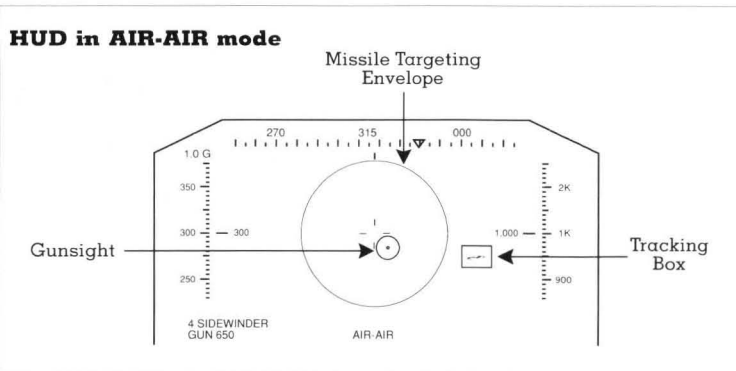 HUD in AIR-AIR mode
Missile Targeting
Envelope
270 315 000
1.0 G
350
2K
300
300
1,000
1K
Gunsight
Tracking
Box
250
900
4 SIDEWINDER
GUN 650
AIR-AIR